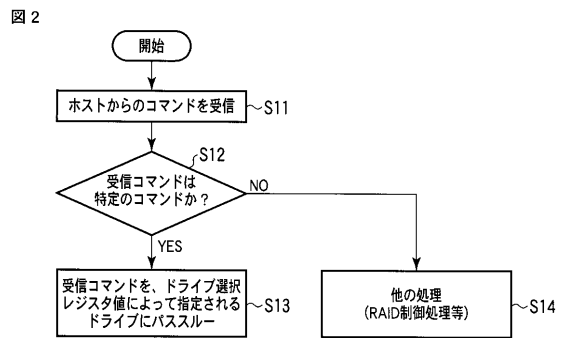 図2
開始
ホストからのコマンドを受信
S11
S12
受信コマンドは
特定のコマンドか？
NO
YES
受信コマンドを、ドライブ選択
レジスタ値によって指定される
ドライブにパススルー
S13
他の処理
(RAID制御処理等)
S14